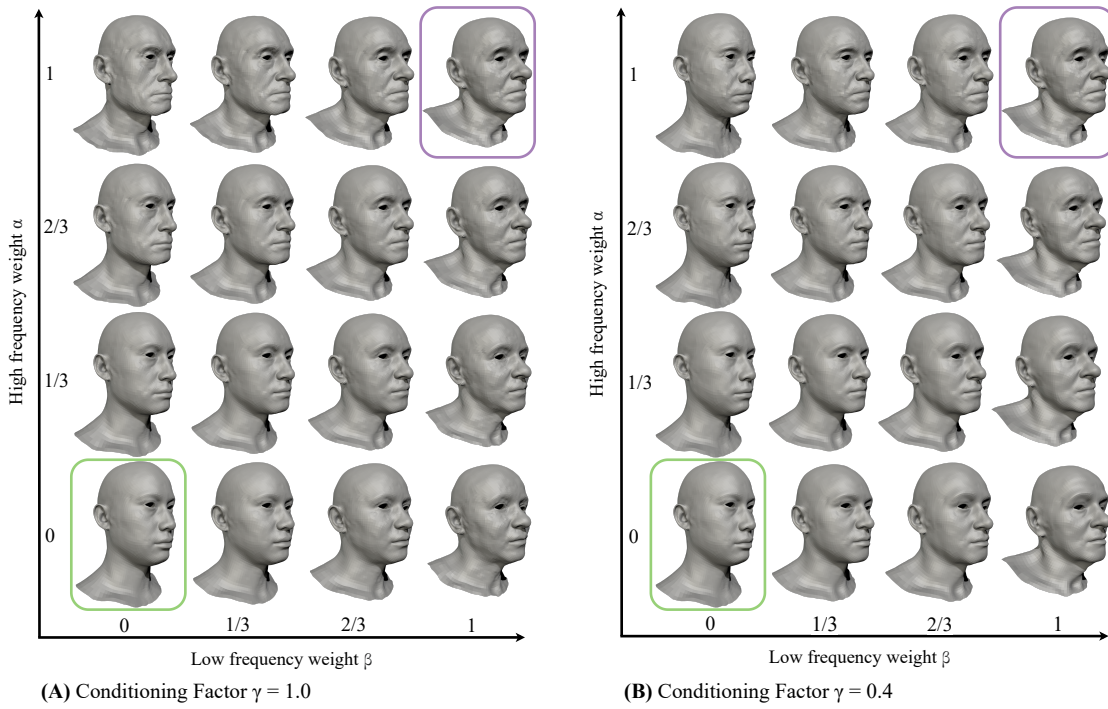 High frequency weight α
1
2/3
1/3
0
0
1/3
2/3
1
Low frequency weight β
(A) Conditioning Factor γ = 1.0
High frequency weight α
1
2/3
1/3
0
0
1/3
2/3
1
Low frequency weight β
(B) Conditioning Factor γ = 0.4